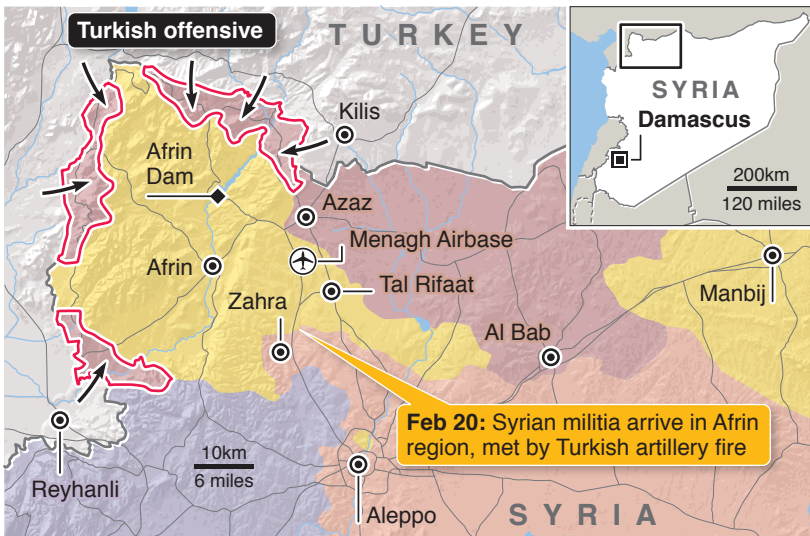 Turkish offensive
TURKEY
SYRIA
Damascus
200km
120 miles
Kilis
Afrin
Dam
Azaz
Menagh Airbase
Afrin
Tal Rifaat
Zahra
Manbij
Al Bab
Feb 20: Syrian militia arrive in Afrin
region, met by Turkish artillery fire
10km
6 miles
Reyhanli
Aleppo
SYRIA